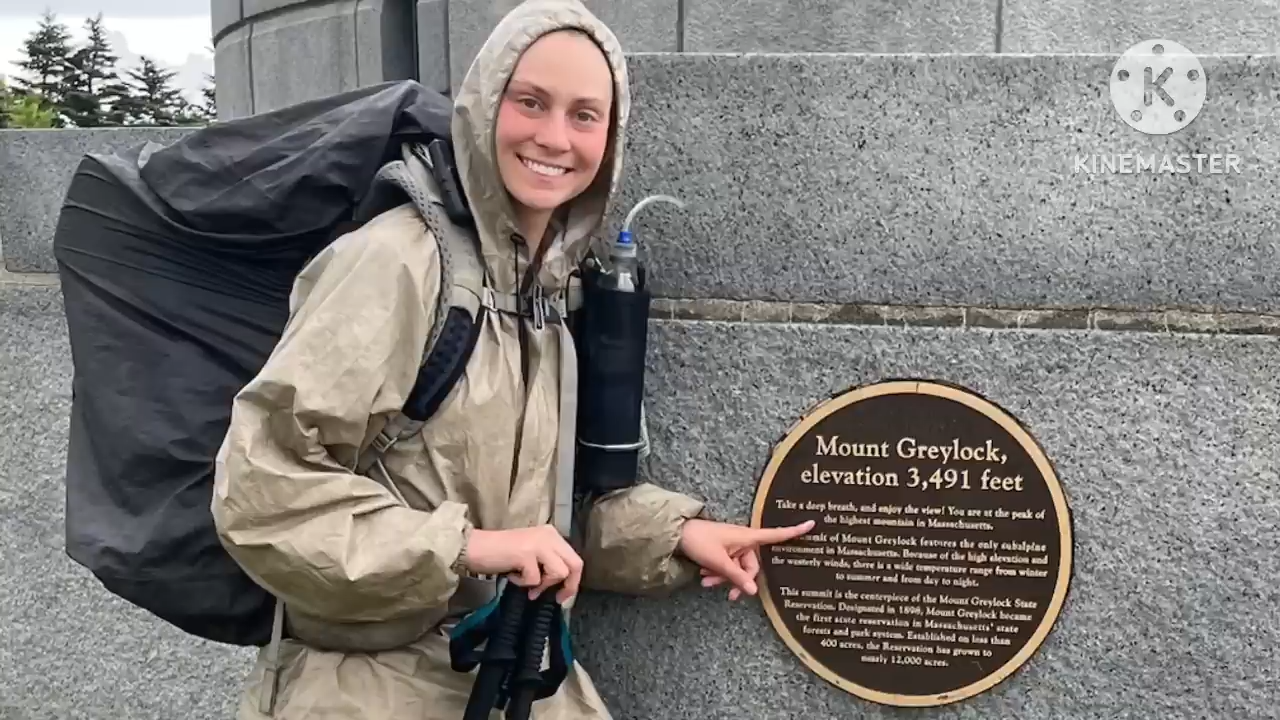 K
KINEMASTER
Mount Greylock,
elevation 3,491 feet
Take a deep breath, and enjoy the view! You are at the peak of
the highest mountain in Massachusetts.
of Mount Greylock features the only subalpine
environment in Massachusetts. Because of the high elevation and
the westerly winds, there is a wide temperature range from winter
to summer and from day to night.
This summit is the centerpiece of the Mount Greylock State
Reservation. Designated in 1898, Mount Greylock became
the first state reservation in Massachusetts' state
forests and park system. Established on less than
400 acres, the Reservation has grown to
nearly 12,000 acres.